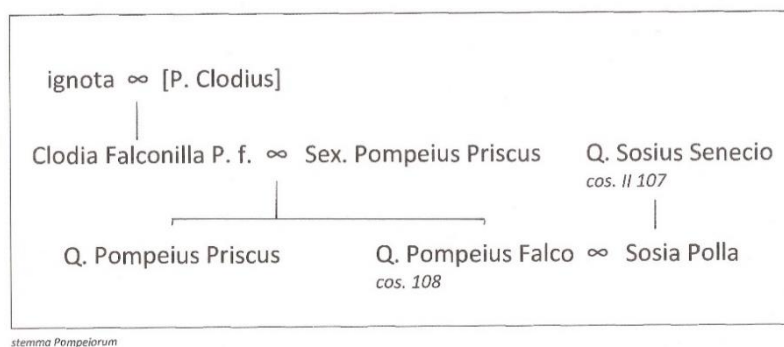 ignota ∞ [P. Clodius]
Clodia Falconilla P. f. ∞ Sex. Pompeius Priscus Q. Sosius Senecio
cos. II 107
Q. Pompeius Priscus Q. Pompeius Falco ∞ Sosia Polla
cos. 108
stemma Pompeiorum